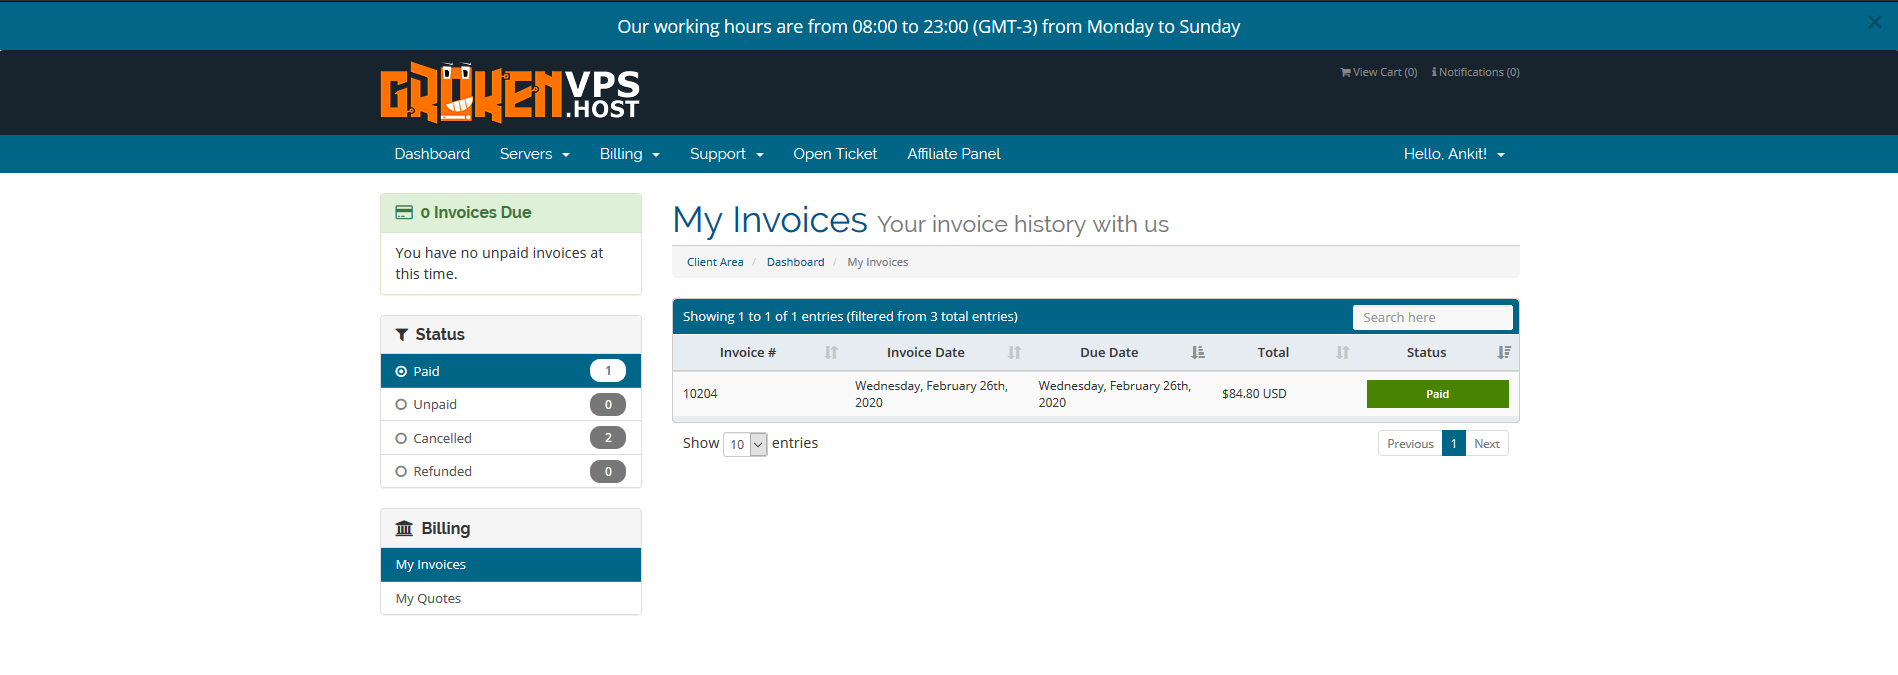 Our working hours are from 08:00 to 23:00 (GMT-3) from Monday to Sunday
GROKENVPS.HOST
View Cart (0) Notifications (0)
Dashboard Servers Billing Support Open Ticket Affiliate Panel Hello, Ankit!
0 Invoices Due
You have no unpaid invoices at
this time.
Status
Paid 1
Unpaid 0
Cancelled 2
Refunded 0
Billing
My Invoices
My Quotes
My Invoices Your invoice history with us
Client Area / Dashboard / My Invoices
Showing 1 to 1 of 1 entries (filtered from 3 total entries) Search here
Invoice # Invoice Date Due Date Total Status
10204 Wednesday, February 26th, 2020 Wednesday, February 26th, 2020 $84.80 USD Paid
Show 10 entries Previous 1 Next